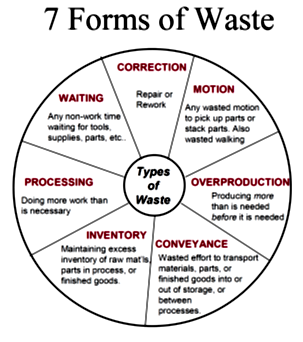 7 Forms of Waste
CORRECTION
Repair or
Rework
MOTION
Any wasted motion
to pick up parts or
stack parts. Also
wasted walking
OVERPRODUCTION
Producing more
than is needed
before it is needed
CONVEYANCE
Wasted effort to transport
materials, parts, or
finished goods into or
out of storage, or
between
processes.
INVENTORY
Maintaining excess
inventory of raw mat'ls,
parts in process, or
finished goods.
PROCESSING
Doing more work than
is necessary
WAITING
Any non-work time
waiting for tools,
supplies, parts, etc..
Types
of
Waste